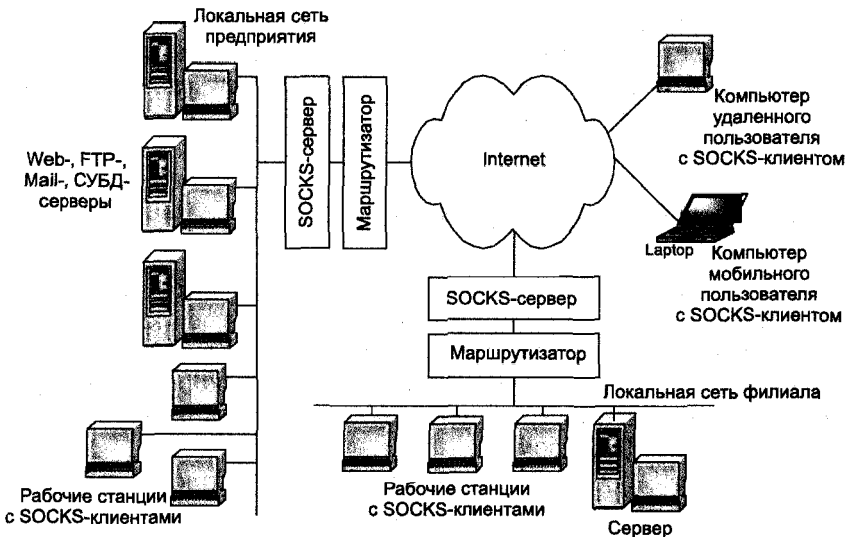 Локальная сеть
предприятия
Web-, FTP-,
Mail-, СУБД-
серверы
SOCKS-сервер
Маршрутизатор
Internet
Компьютер
удаленного
пользователя
с SOCKS-клиентом
Laptop
Компьютер
мобильного
пользователя
с SOCKS-клиентом
SOCKS-сервер
Маршрутизатор
Локальная сеть филиала
Рабочие станции
с SOCKS-клиентами
Рабочие станции
с SOCKS-клиентами
Сервер